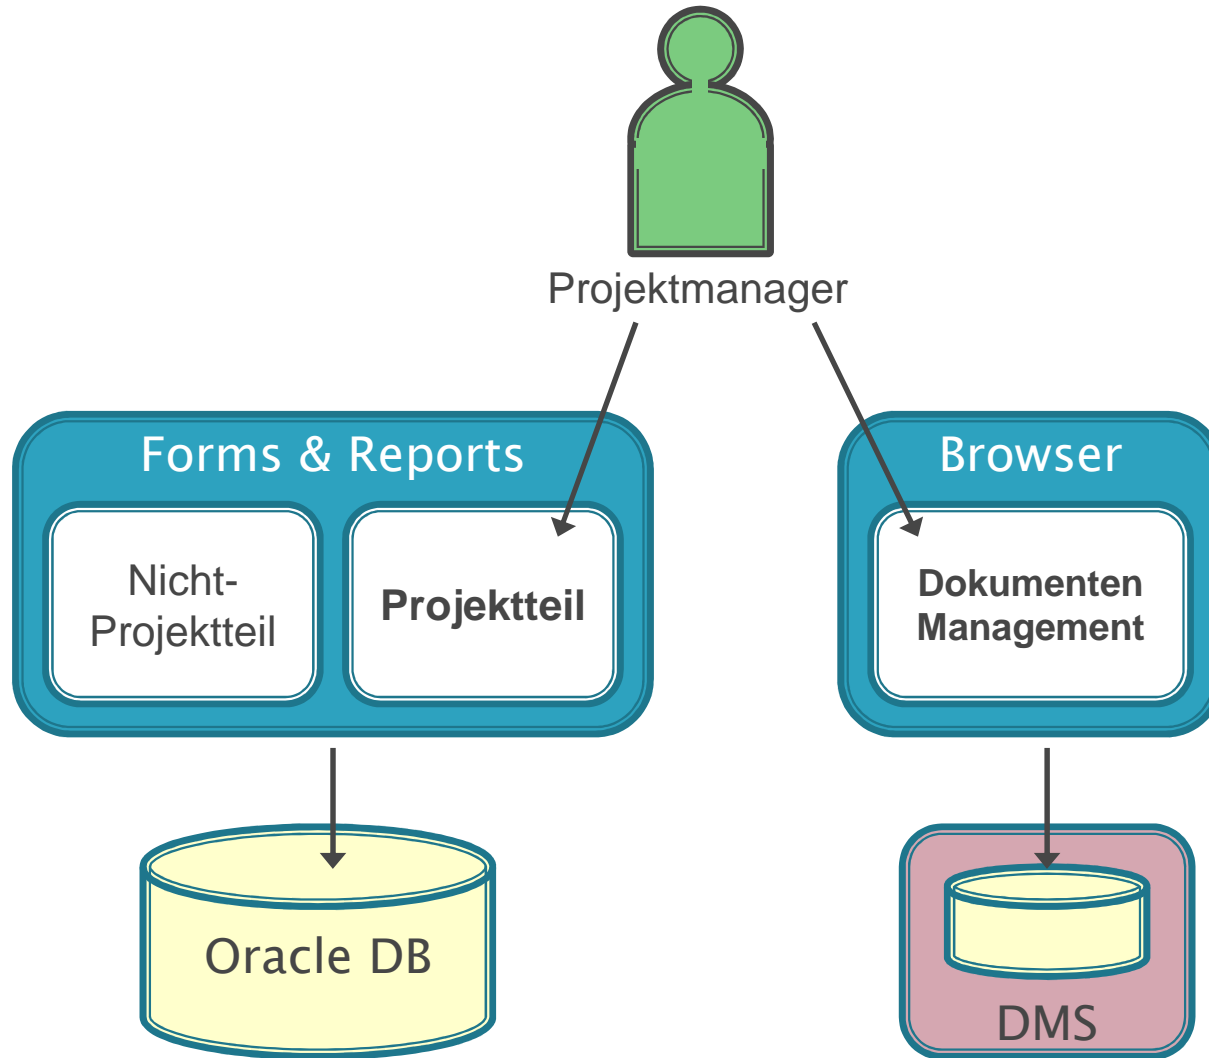 Projektmanager
Forms & Reports
Nicht-
Projektteil
Projektteil
Browser
Dokumenten
Management
Oracle DB
DMS